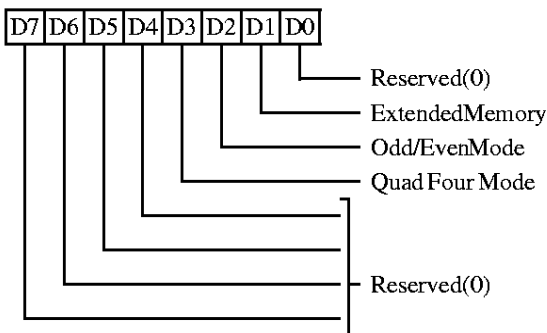 D7 D6 D5 D4 D3 D2 D1 D0
Reserved(0)
ExtendedMemory
Odd/EvenMode
Quad Four Mode
Reserved(0)